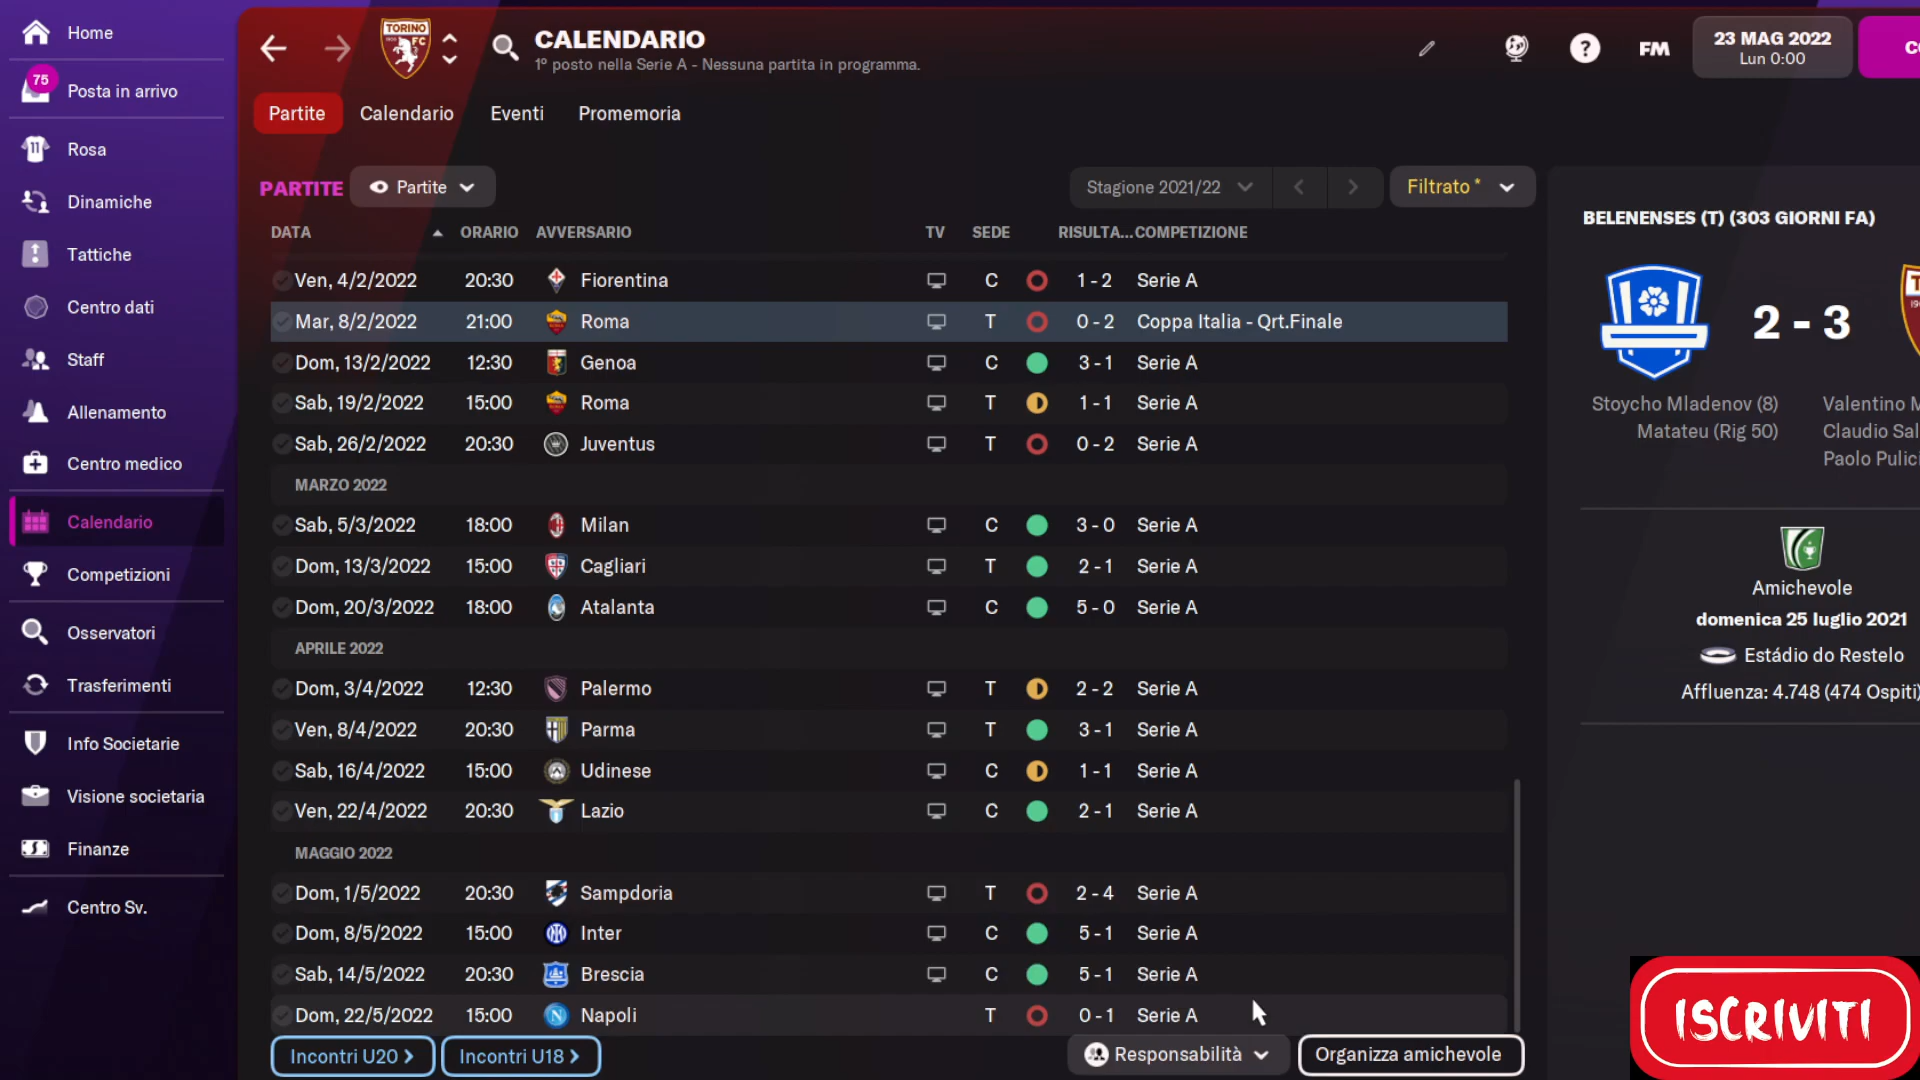 Home
75
Posta in arrivo
Rosa
Dinamiche
Tattiche
Centro dati
Staff
Allenamento
Centro medico
Calendario
Competizioni
Osservatori
Trasferimenti
Info Societarie
Visione societaria
Finanze
Centro Sv.
TORINO
FC
CALENDARIO
1º posto nella Serie A - Nessuna partita in programma.
FM
23 MAG 2022
Lun 0:00
Partite Calendario Eventi Promemoria
PARTITE Partite Stagione 2021/22 Filtrato *
DATA ORARIO AVVERSARIO TV SEDE RISULTA... COMPETIZIONE
Ven, 4/2/2022 20:30 Fiorentina C 1 - 2 Serie A
Mar, 8/2/2022 21:00 Roma T 0 - 2 Coppa Italia - Qrt.Finale
Dom, 13/2/2022 12:30 Genoa C 3 - 1 Serie A
Sab, 19/2/2022 15:00 Roma T 1 - 1 Serie A
Sab, 26/2/2022 20:30 Juventus T 0 - 2 Serie A
MARZO 2022
Sab, 5/3/2022 18:00 Milan C 3 - 0 Serie A
Dom, 13/3/2022 15:00 Cagliari T 2 - 1 Serie A
Dom, 20/3/2022 18:00 Atalanta C 5 - 0 Serie A
APRILE 2022
Dom, 3/4/2022 12:30 Palermo T 2 - 2 Serie A
Ven, 8/4/2022 20:30 Parma T 3 - 1 Serie A
Sab, 16/4/2022 15:00 Udinese C 1 - 1 Serie A
Ven, 22/4/2022 20:30 Lazio C 2 - 1 Serie A
MAGGIO 2022
Dom, 1/5/2022 20:30 Sampdoria T 2 - 4 Serie A
Dom, 8/5/2022 15:00 Inter C 5 - 1 Serie A
Sab, 14/5/2022 20:30 Brescia C 5 - 1 Serie A
Dom, 22/5/2022 15:00 Napoli T 0 - 1 Serie A
Incontri U20 Incontri U18 Responsabilità Organizza amichevole
BELENENSES (T) (303 GIORNI FA)
2 - 3
Stoycho Mladenov (8) Valentino M
Matateu (Rig 50) Claudio Sal
Paolo Pulici
Amichevole
domenica 25 luglio 2021
Estádio do Restelo
Affluenza: 4.748 (474 Ospiti)
ISCRIVITI